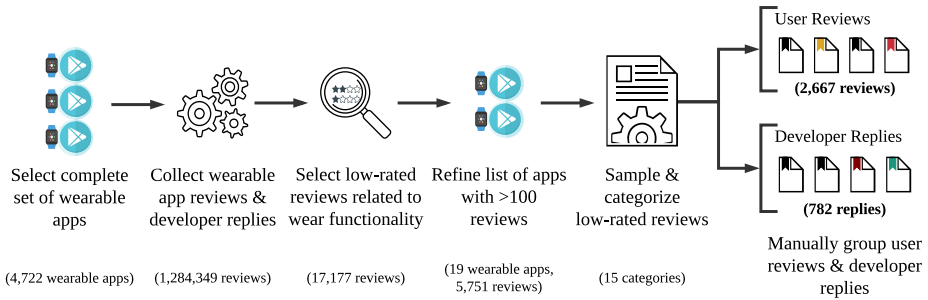 User Reviews
(2,667 reviews)
Developer Replies
(782 replies)
Select complete
set of wearable
apps
(4,722 wearable apps)
Collect wearable
app reviews &
developer replies
(1,284,349 reviews)
Select low-rated
reviews related to
wear functionality
(17,177 reviews)
Refine list of apps
with >100
reviews
(19 wearable apps,
5,751 reviews)
Sample &
categorize
low-rated reviews
(15 categories)
Manually group user
reviews & developer
replies